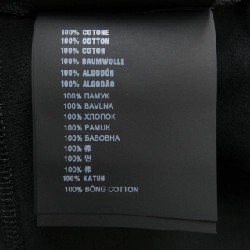 100% COTONE
100% COTTON
100% COTON
100% BAUMWOLLE
100% ALGODÓN
100% ALGODÃO
100% ПАМУК
100% BAWLNA
100% ХЛОПОК
100% PAMUK
100% БАВОВНА
100% 棉
100% 면
100% 棉
100% KATUN
100% BÔNG COTTON